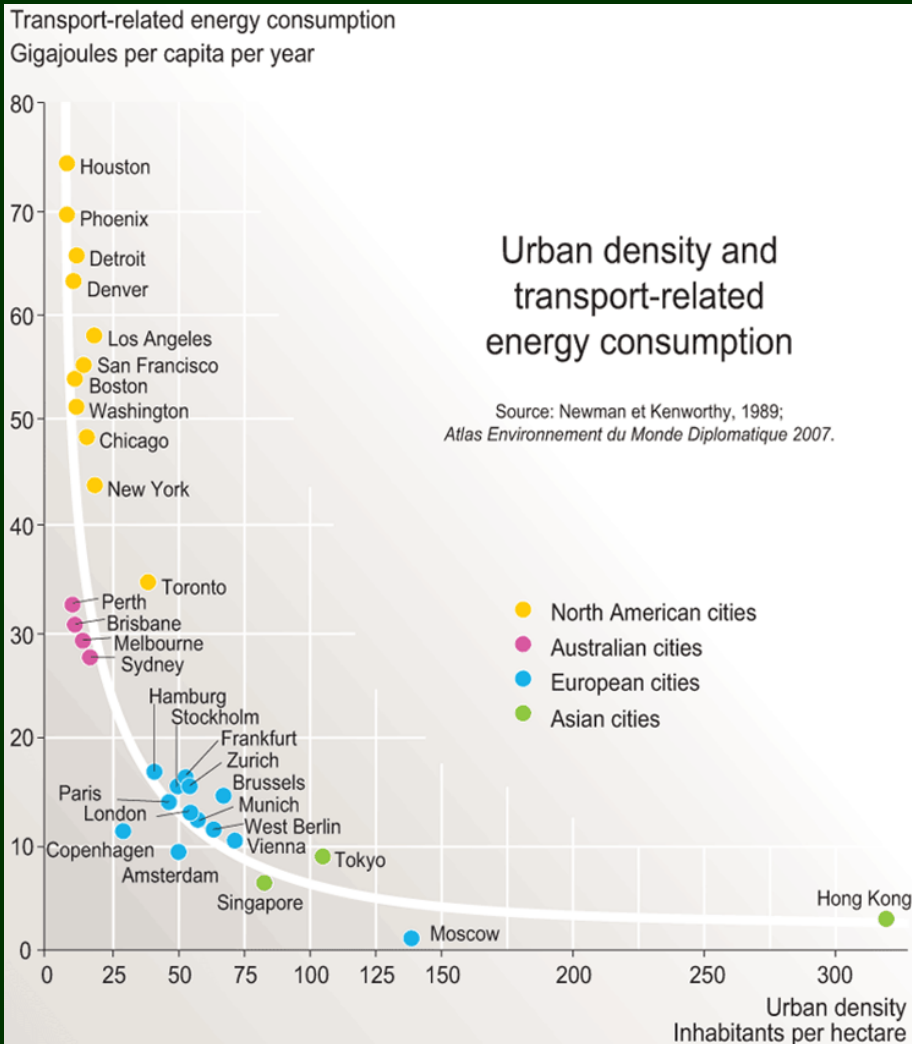 Transport-related energy consumption
Gigajoules per capita per year
80
Houston
70
Phoenix
Detroit
Denver
Urban density and
transport-related
energy consumption
60
Los Angeles
San Francisco
Boston
Washington
Source: Newman et Kenworthy, 1989;
Atlas Environnement du Monde Diplomatique 2007.
50
Chicago
New York
40
Toronto
Perth
Brisbane
Melbourne
Sydney
30
North American cities
Australian cities
European cities
Asian cities
Hamburg
Stockholm
Frankfurt
Zurich
Brussels
20
Paris
Munich
London
West Berlin
Vienna
10
Copenhagen
Amsterdam
Tokyo
Singapore
Hong Kong
Moscow
0
0 25 50 75 100 125 150 200 250 300
Urban density
Inhabitants per hectare